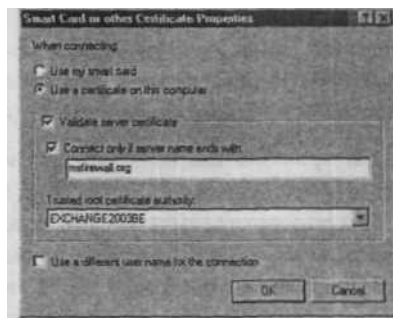 Smart Card or other Certificate Properties
When connecting:
Use my smart card
Use a certificate on this computer
Validate server certificate
Connect only if server name ends with:
msfirewall.org
Trusted root certificate authority:
EXCHANGE2003BE
Use a different user name for the connection
OK
Cancel